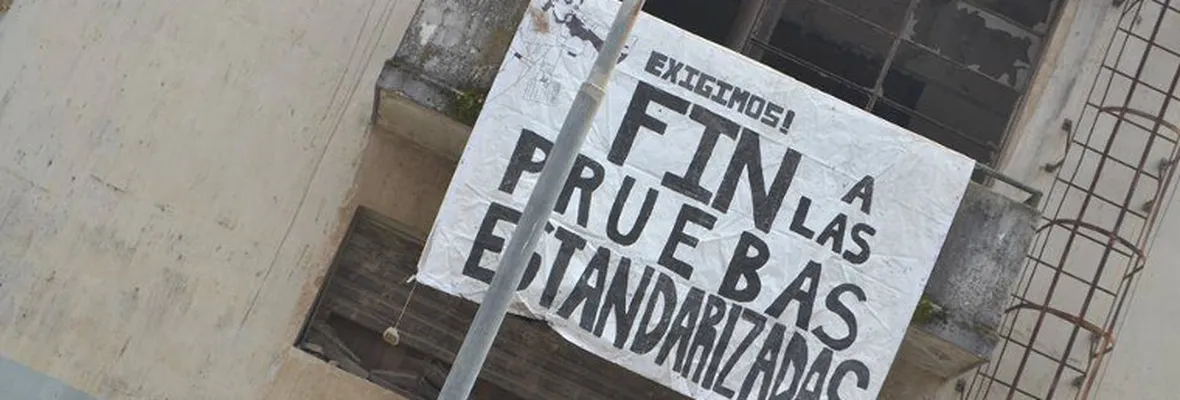 EXIGIMOS!
FIN A LAS
PRUEBAS
ESTANDARIZADAS